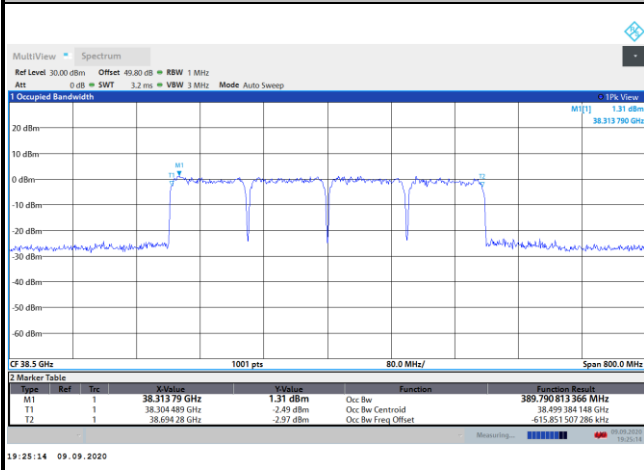 MultiView Spectrum
Ref Level 30.00 dBm Offset 49.80 dB RBW 1 MHz
Att 0 dB SWT 3.2 ms VBW 3 MHz Mode Auto Sweep
1 Occupied Bandwidth 1Pk View
M1[1] 1.31 dBm
38.313 790 GHz
20 dBm
10 dBm
M1
T1 T2
0 dBm
-10 dBm
-20 dBm
-30 dBm
-40 dBm
-50 dBm
-60 dBm
CF 38.5 GHz 1001 pts 80.0 MHz/ Span 800.0 MHz
2 Marker Table
Type Ref Trc X-Value Y-Value Function Function Result
M1 1 38.313 79 GHz 1.31 dBm Occ Bw 389.790 813 366 MHz
T1 1 38.304 489 GHz -2.49 dBm Occ Bw Centroid 38.499 384 148 GHz
T2 1 38.694 28 GHz -2.97 dBm Occ Bw Freq Offset -615.851 507 286 kHz
Measuring... 09.09.2020
19:25:14
19:25:14 09.09.2020